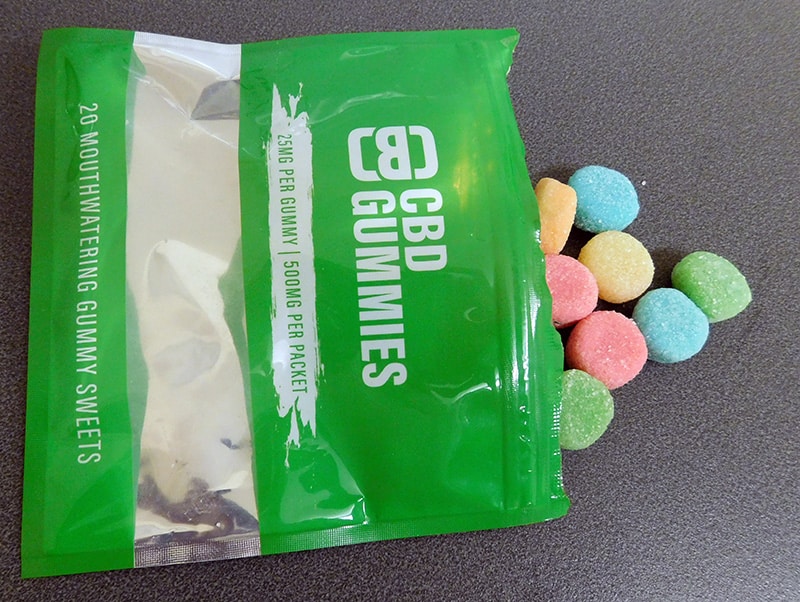 CBD
GUMMIES
25MG PER GUMMY | 500MG PER PACKET
20 MOUTHWATERING GUMMY SWEETS